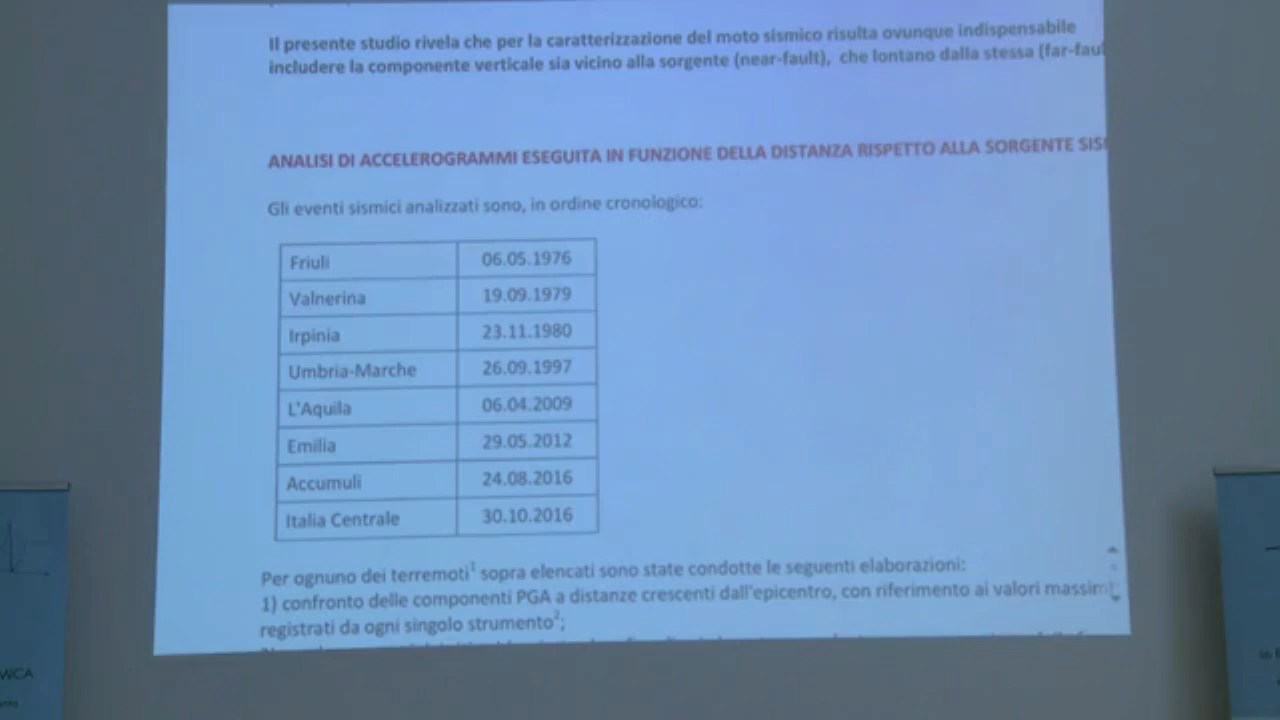 Il presente studio rivela che per la caratterizzazione del moto sismico risulta ovunque indispensabile
includere la componente verticale sia vicino alla sorgente (near-fault), che lontano dalla stessa (far-faul
ANALISI DI ACCELEROGRAMMI ESEGUITA IN FUNZIONE DELLA DISTANZA RISPETTO ALLA SORGENTE SIS
Gli eventi sismici analizzati sono, in ordine cronologico:
Friuli 06.05.1976
Valnerina 19.09.1979
Irpinia 23.11.1980
Umbria-Marche 26.09.1997
L'Aquila 06.04.2009
Emilia 29.05.2012
Accumuli 24.08.2016
Italia Centrale 30.10.2016
Per ognuno dei terremoti1 sopra elencati sono state condotte le seguenti elaborazioni:
1) confronto delle componenti PGA a distanze crescenti dall'epicentro, con riferimento ai valori massimi
registrati da ogni singolo strumento2;